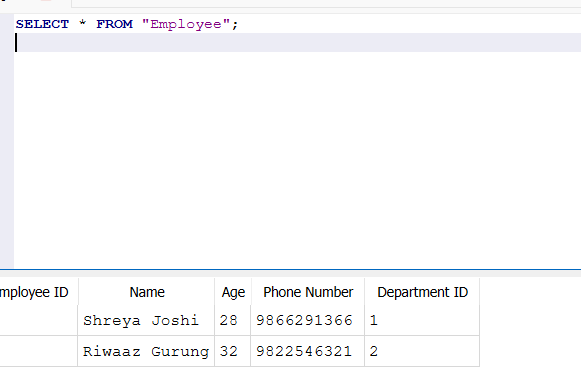 SELECT * FROM "Employee";
mployee ID Name Age Phone Number Department ID
Shreya Joshi 28 9866291366 1
Riwaaz Gurung 32 9822546321 2